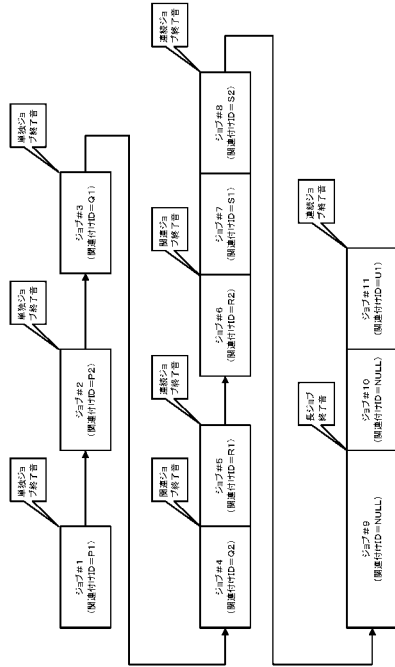 単独ジョ
ブ終了音
ジョブ#1
(関連付けID=P1)
単独ジョ
ブ終了音
ジョブ#2
(関連付けID=P2)
単独ジョ
ブ終了音
ジョブ#3
(関連付けID=Q1)
関連ジョ
ブ終了音
ジョブ#4
(関連付けID=Q2)
連続ジョ
ブ終了音
ジョブ#5
(関連付けID=R1)
関連ジョ
ブ終了音
ジョブ#6
(関連付けID=R2)
ジョブ#7
(関連付けID=S1)
連続ジョ
ブ終了音
ジョブ#8
(関連付けID=S2)
長ジョブ
終了音
ジョブ#9
(関連付けID=NULL)
ジョブ#10
(関連付けID=NULL)
連続ジョ
ブ終了音
ジョブ#11
(関連付けID=U1)